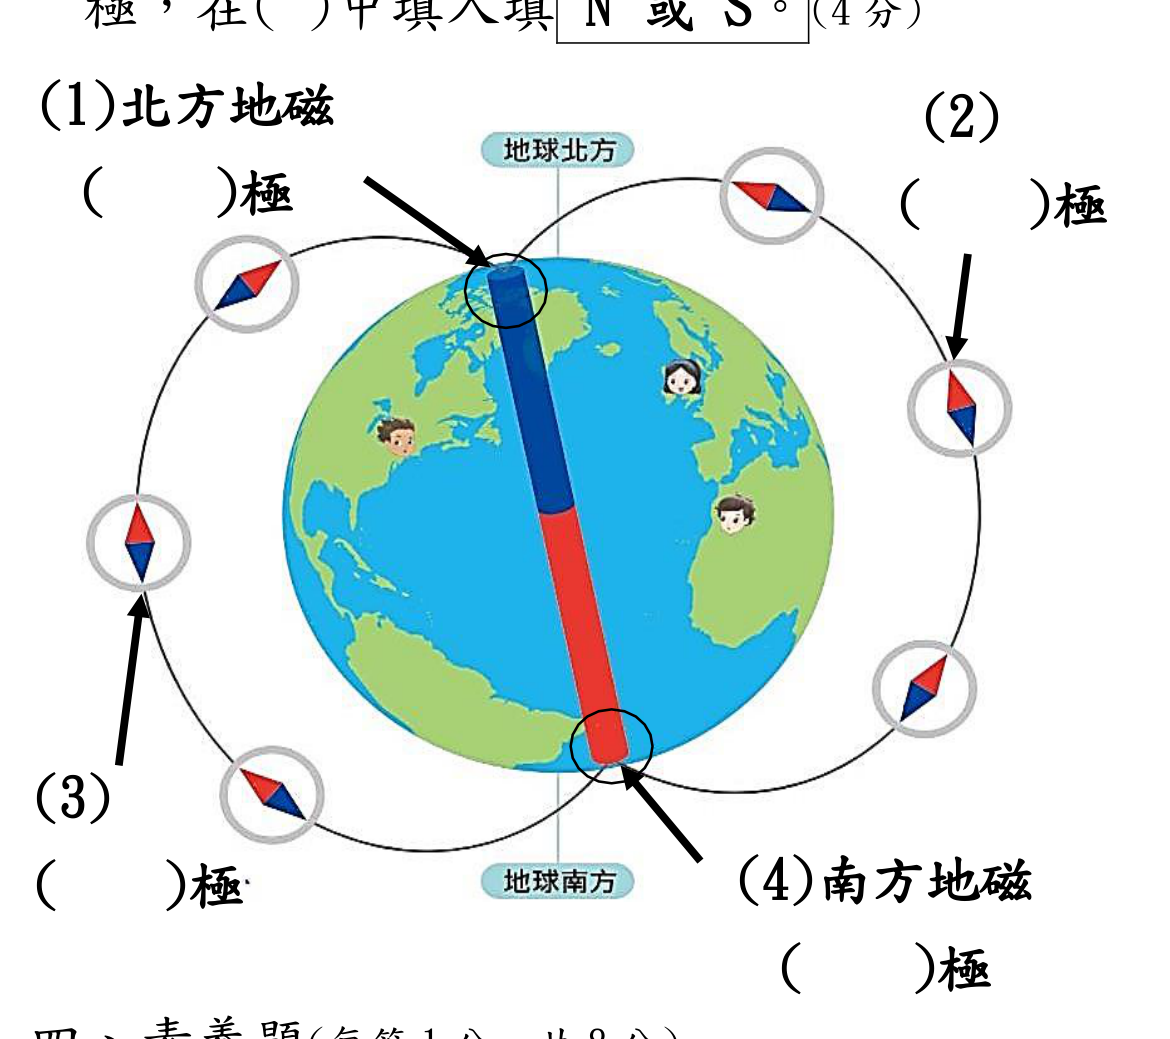 極，在(　)中填入填 N 或 S。(4分)
(1)北方地磁
(　　)極
(2)
(　　)極
地球北方
(3)
(　　)極
地球南方
(4)南方地磁
(　　)極
四、素養題(每第1分，共8分)